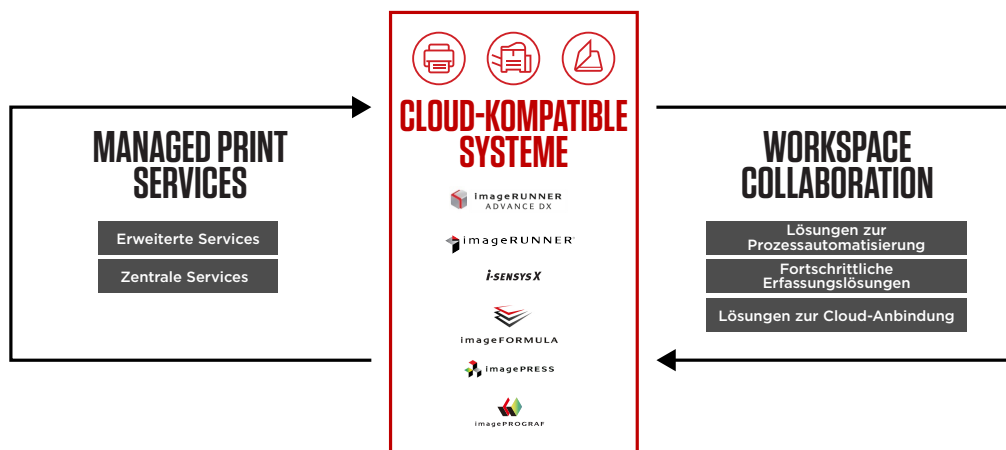 MANAGED PRINT
SERVICES
Erweiterte Services
Zentrale Services
CLOUD-KOMPATIBLE
SYSTEME
imageRUNNER
ADVANCE DX
imageRUNNER
i-SENSYS X
imageFORMULA
imagePRESS
imagePROGRAF
WORKSPACE
COLLABORATION
Lösungen zur
Prozessautomatisierung
Fortschrittliche
Erfassungslösungen
Lösungen zur Cloud-Anbindung